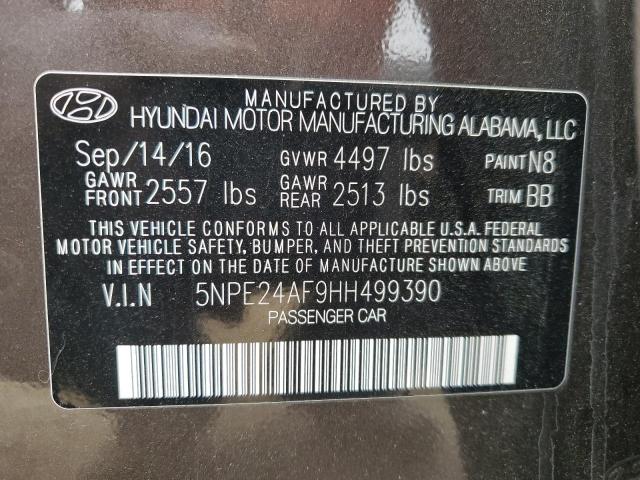 MANUFACTURED BY
HYUNDAI MOTOR MANUFACTURING ALABAMA, LLC
Sep/14/16 GVWR 4497 lbs PAINT N8
GAWR FRONT 2557 lbs GAWR REAR 2513 lbs TRIM BB
THIS VEHICLE CONFORMS TO ALL APPLICABLE U.S.A. FEDERAL
MOTOR VEHICLE SAFETY, BUMPER, AND THEFT PREVENTION STANDARDS
IN EFFECT ON THE DATE OF MANUFACTURE SHOWN ABOVE.
V.I.N 5NPE24AF9HH499390
PASSENGER CAR